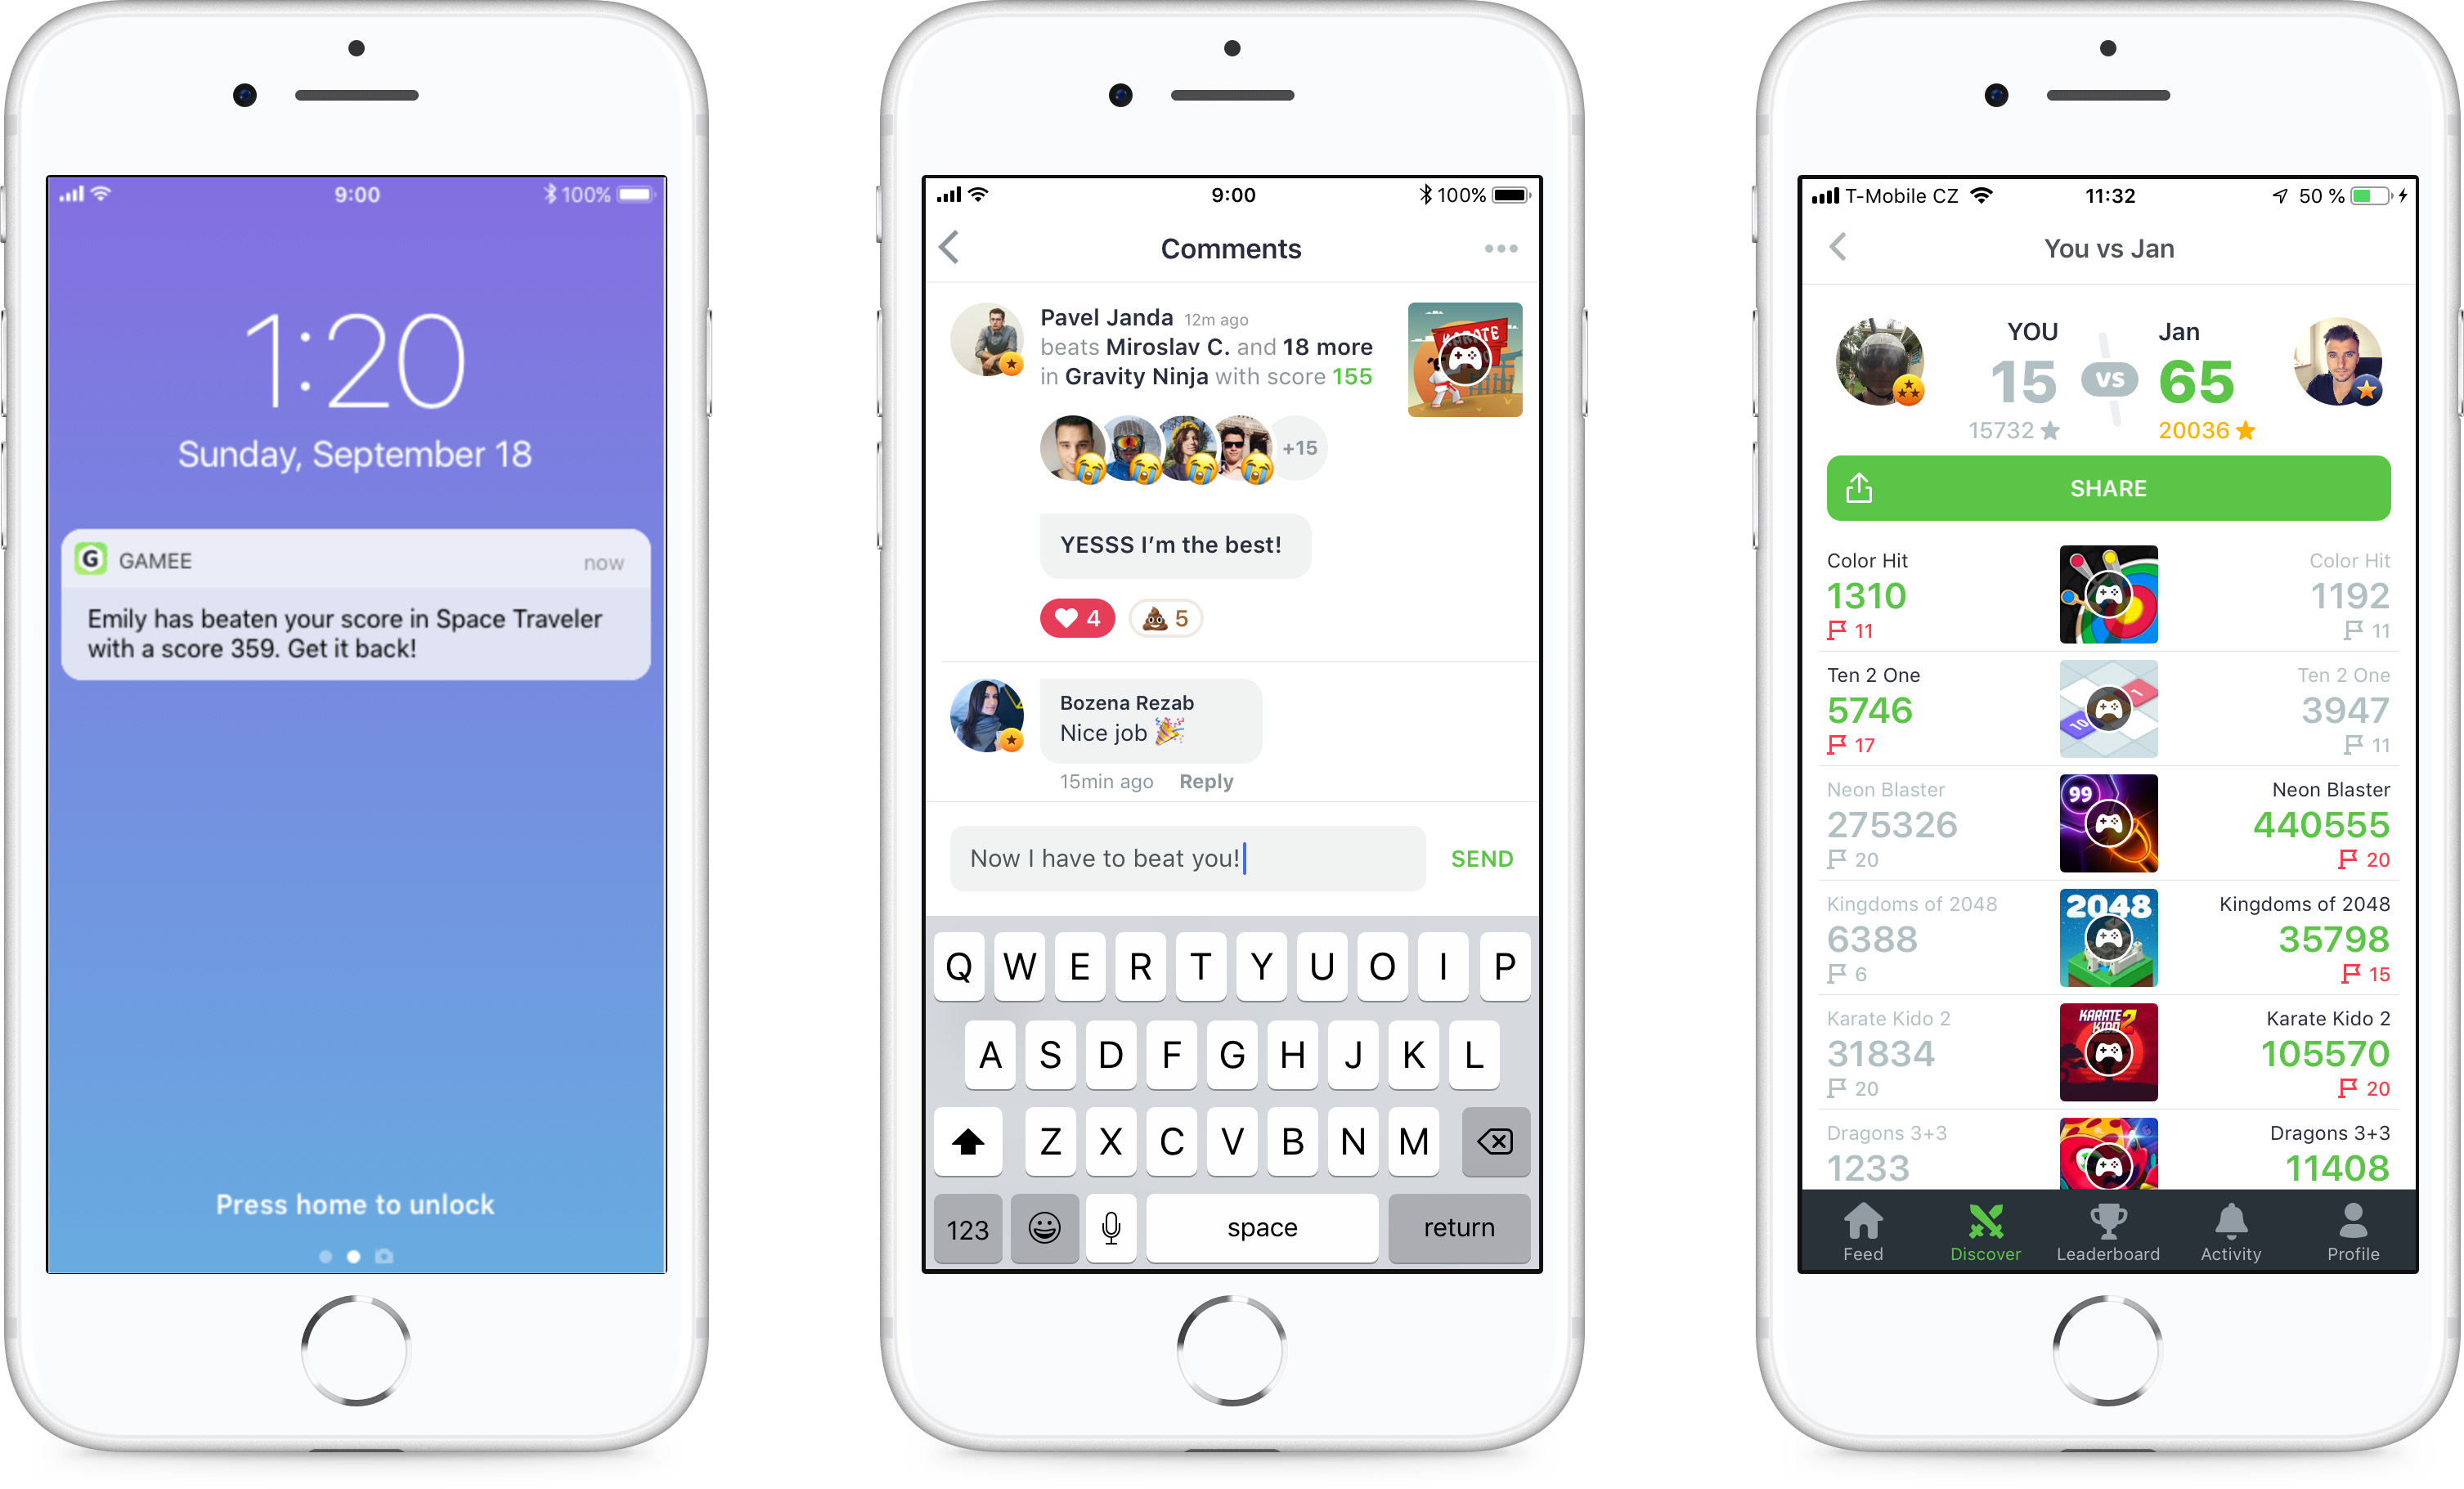 9:00
100%
1:20
Sunday, September 18
G GAMEE now
Emily has beaten your score in Space Traveler
with a score 359. Get it back!
Press home to unlock
9:00
100%
Comments
Pavel Janda 12m ago
beats Miroslav C. and 18 more
in Gravity Ninja with score 155
KARATE
+15
YESSS I’m the best!
4 5
Bozena Rezab
Nice job 🎉
15min ago Reply
Now I have to beat you!
SEND
Q W E R T Y U O I P
A S D F G H J K L
Z X C V B N M
123 space return
T-Mobile CZ 11:32 50 %
You vs Jan
YOU Jan
15 vs 65
15732 20036
SHARE
Color Hit Color Hit
1310 1192
11 11
Ten 2 One Ten 2 One
5746 10 1 3947
17 11
Neon Blaster 99 Neon Blaster
275326 440555
20 20
Kingdoms of 2048 2048 Kingdoms of 2048
6388 35798
6 15
Karate Kido 2 KARATE KIDO 2 Karate Kido 2
31834 105570
20 20
Dragons 3+3 Dragons 3+3
1233 11408
Feed Discover Leaderboard Activity Profile